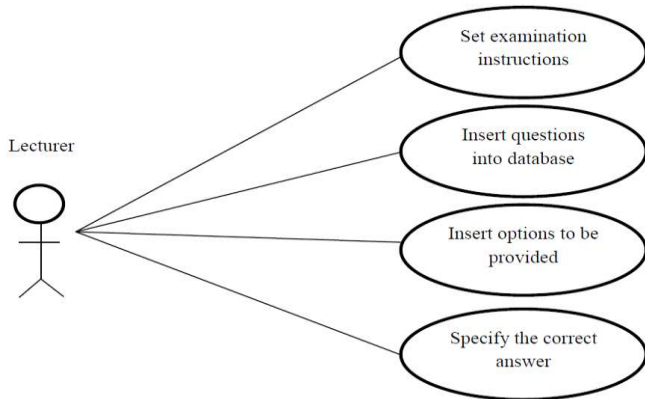 Set examination
instructions
Lecturer
Insert questions
into database
Insert options to be
provided
Specify the correct
answer